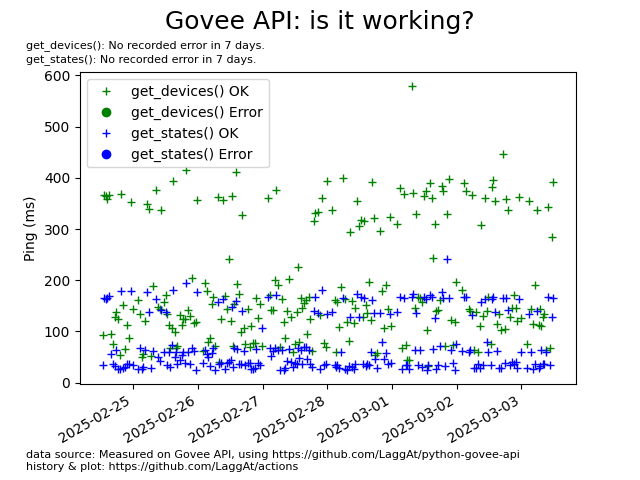 Govee API: is it working?
get_devices(): No recorded error in 7 days.
get_states(): No recorded error in 7 days.
600
500
400
300
200
100
0
Ping (ms)
get_devices() OK
get_devices() Error
get_states() OK
get_states() Error
2025-02-25
2025-02-26
2025-02-27
2025-02-28
2025-03-01
2025-03-02
2025-03-03
data source: Measured on Govee API, using https://github.com/LaggAt/python-govee-api
history & plot: https://github.com/LaggAt/actions